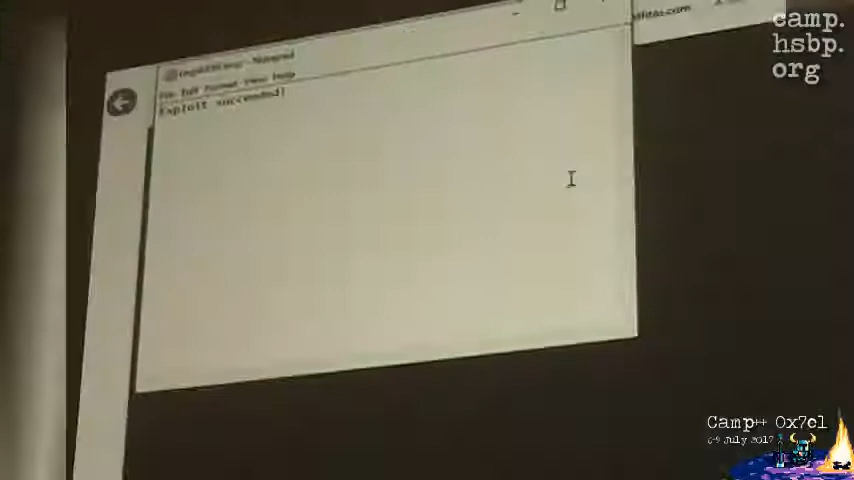 camp.
hsbp.
org
Notepad
File Edit Format View Help
Exploit succeeded!
Camp++ 0x7e1
July 2017